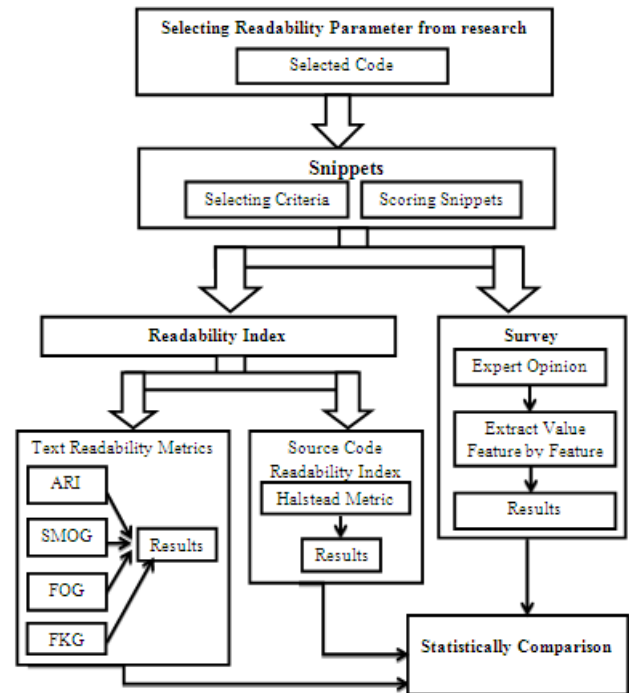 Selecting Readability Parameter from research
Selected Code
Snippets
Selecting Criteria
Scoring Snippets
Readability Index
Survey
Expert Opinion
Extract Value
Feature by Feature
Results
Text Readability Metrics
ARI
SMOG
FOG
FKG
Results
Source Code
Readability Index
Halstead Metric
Results
Statistically Comparison